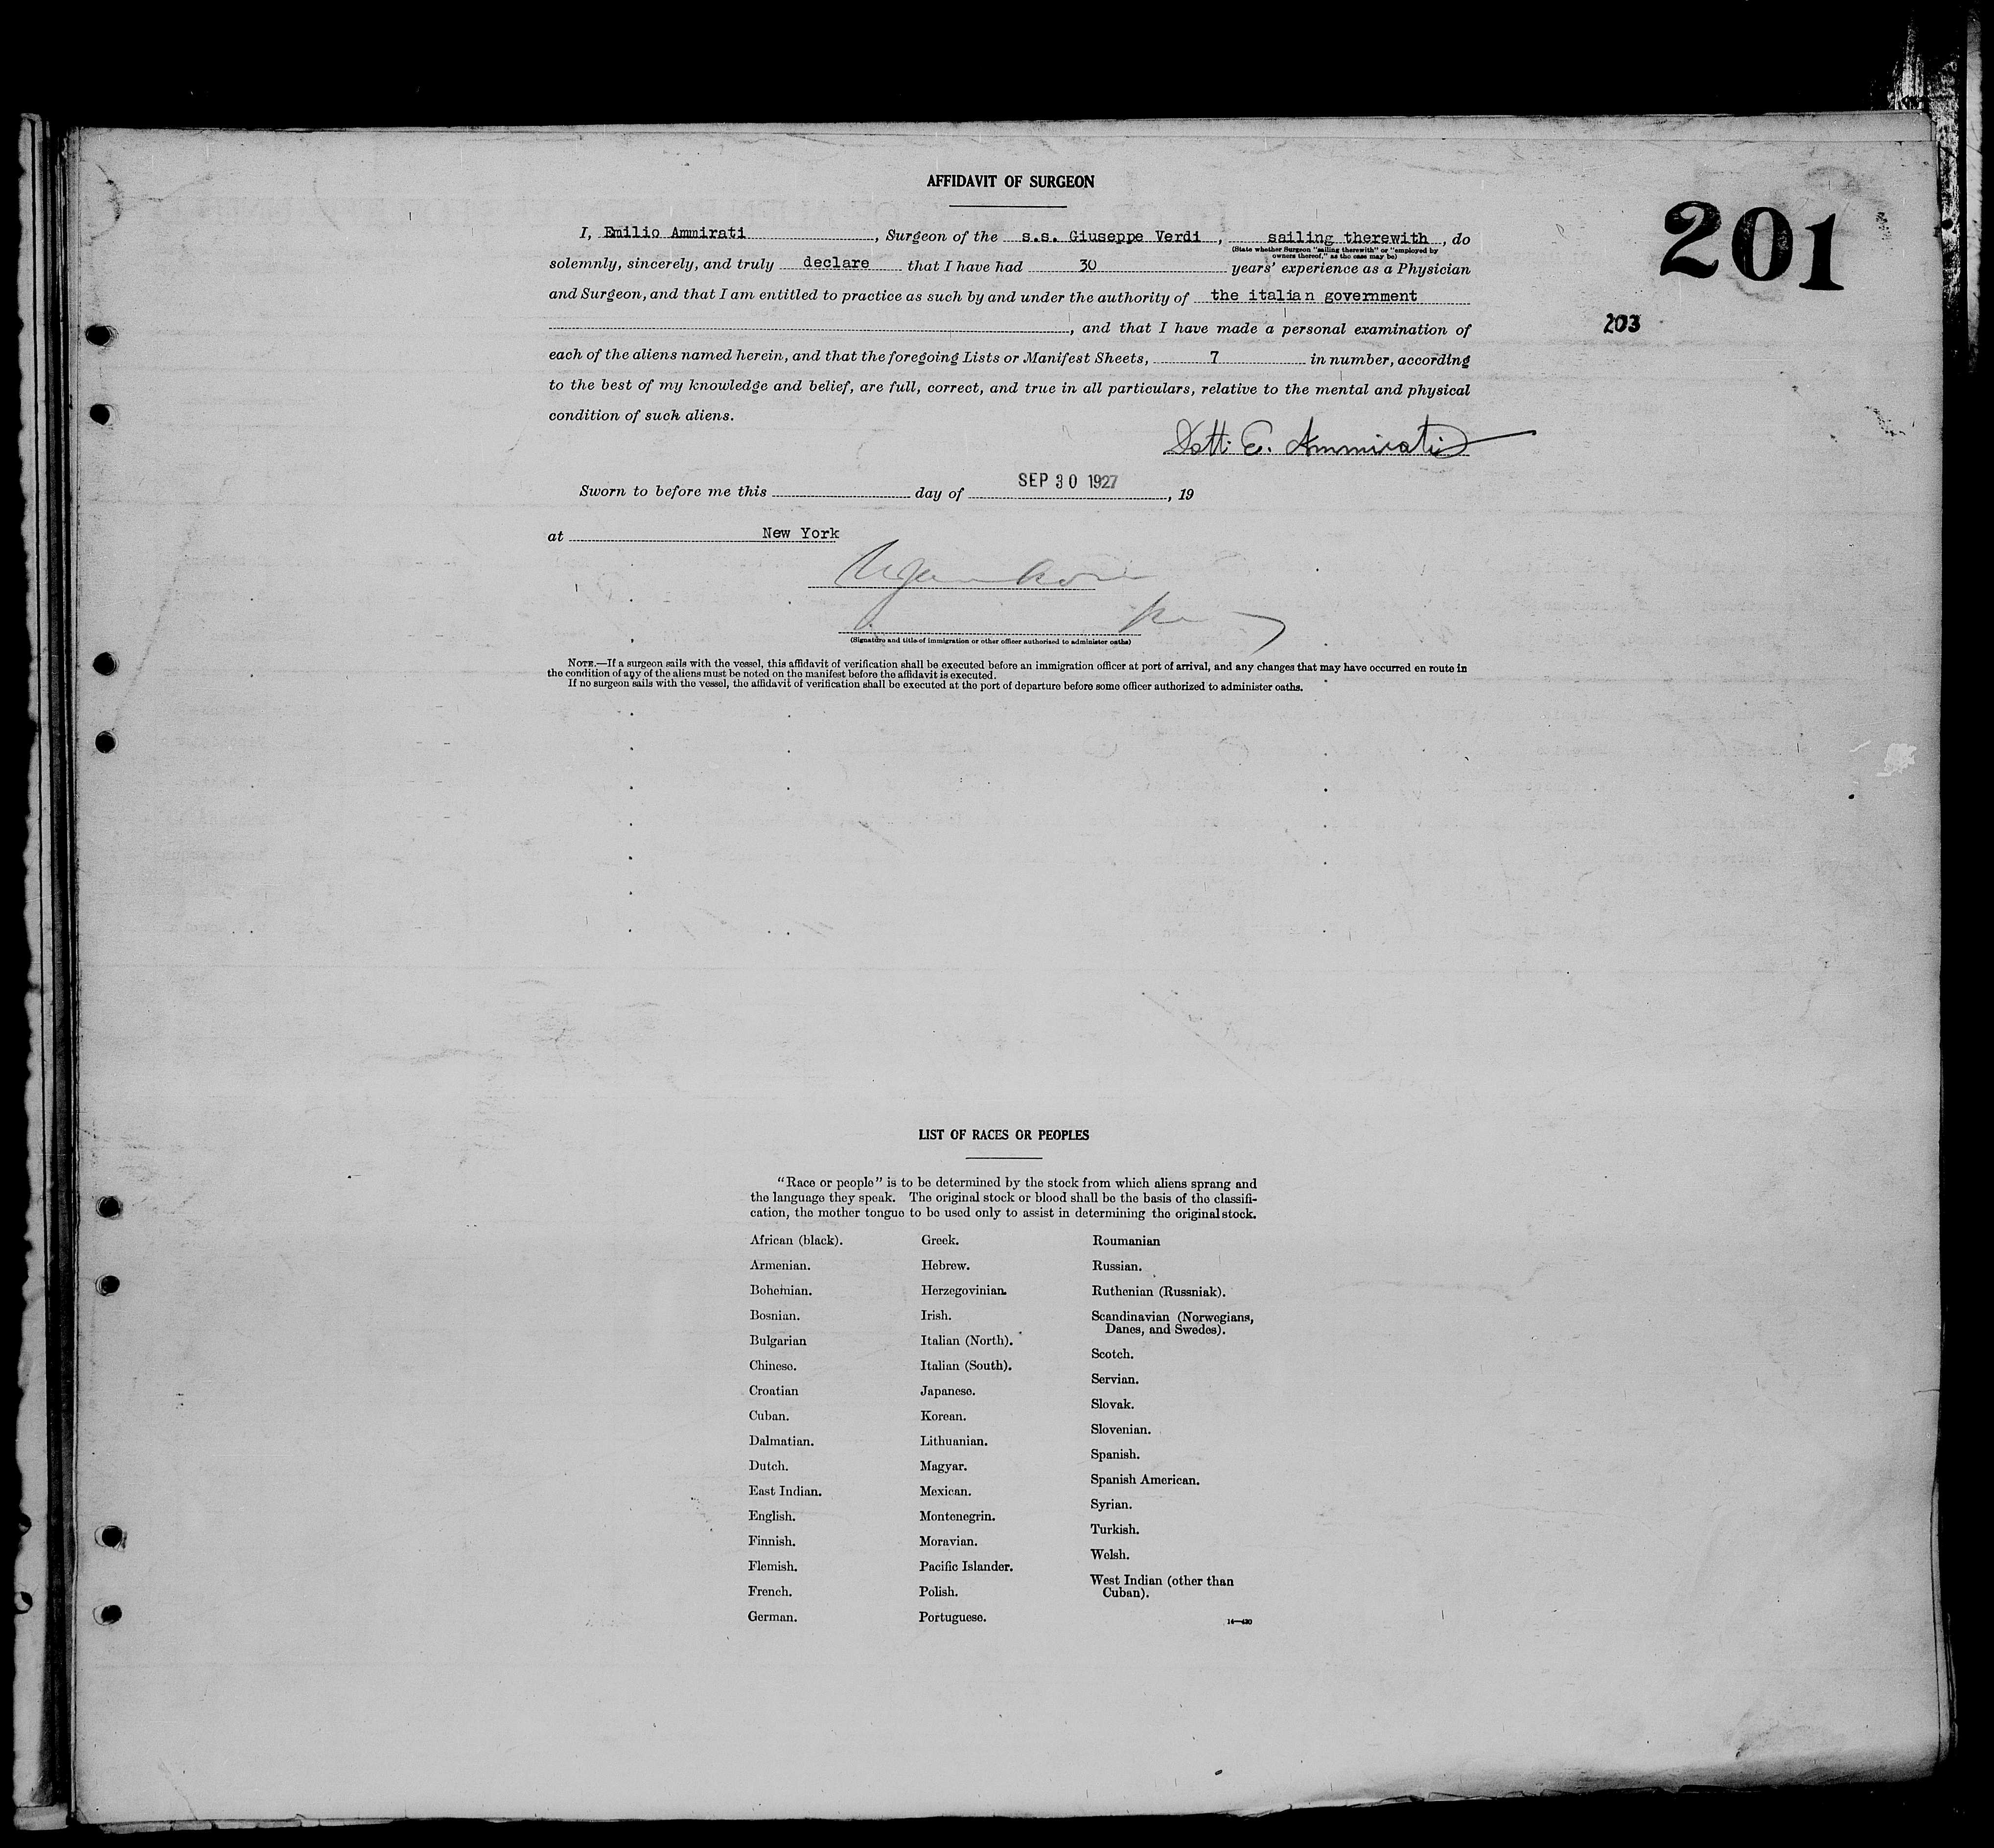 AFFIDAVIT OF SURGEON
201
I, Emilio Ammirati, Surgeon of the s.s. Giuseppe Verdi, sailing therewith, do
(State whether Surgeon "sailing therewith" or "employed by
owners thereof," as the case may be)
solemnly, sincerely, and truly declare that I have had 30 years' experience as a Physician
and Surgeon, and that I am entitled to practice as such by and under the authority of the italian government
203
, and that I have made a personal examination of
each of the aliens named herein, and that the foregoing Lists or Manifest Sheets, 7 in number, according
to the best of my knowledge and belief, are full, correct, and true in all particulars, relative to the mental and physical
condition of such aliens.
Dott: E. Ammirati
Sworn to before me this day of SEP 30 1927, 19
at New York
(Signature and title of immigration or other officer authorized to administer oaths)
NOTE.—If a surgeon sails with the vessel, this affidavit of verification shall be executed before an immigration officer at port of arrival, and any changes that may have occurred en route in
the condition of any of the aliens must be noted on the manifest before the affidavit is executed.
If no surgeon sails with the vessel, the affidavit of verification shall be executed at the port of departure before some officer authorized to administer oaths.
LIST OF RACES OR PEOPLES
"Race or people" is to be determined by the stock from which aliens sprang and
the language they speak. The original stock or blood shall be the basis of the classifi-
cation, the mother tongue to be used only to assist in determining the original stock.
African (black).
Armenian.
Bohemian.
Bosnian.
Bulgarian
Chinese.
Croatian
Cuban.
Dalmatian.
Dutch.
East Indian.
English.
Finnish.
Flemish.
French.
German.
Greek.
Hebrew.
Herzegovinian.
Irish.
Italian (North).
Italian (South).
Japanese.
Korean.
Lithuanian.
Magyar.
Mexican.
Montenegrin.
Moravian.
Pacific Islander.
Polish.
Portuguese.
Roumanian
Russian.
Ruthenian (Russniak).
Scandinavian (Norwegians,
Danes, and Swedes).
Scotch.
Servian.
Slovak.
Slovenian.
Spanish.
Spanish American.
Syrian.
Turkish.
Welsh.
West Indian (other than
Cuban).
14—430